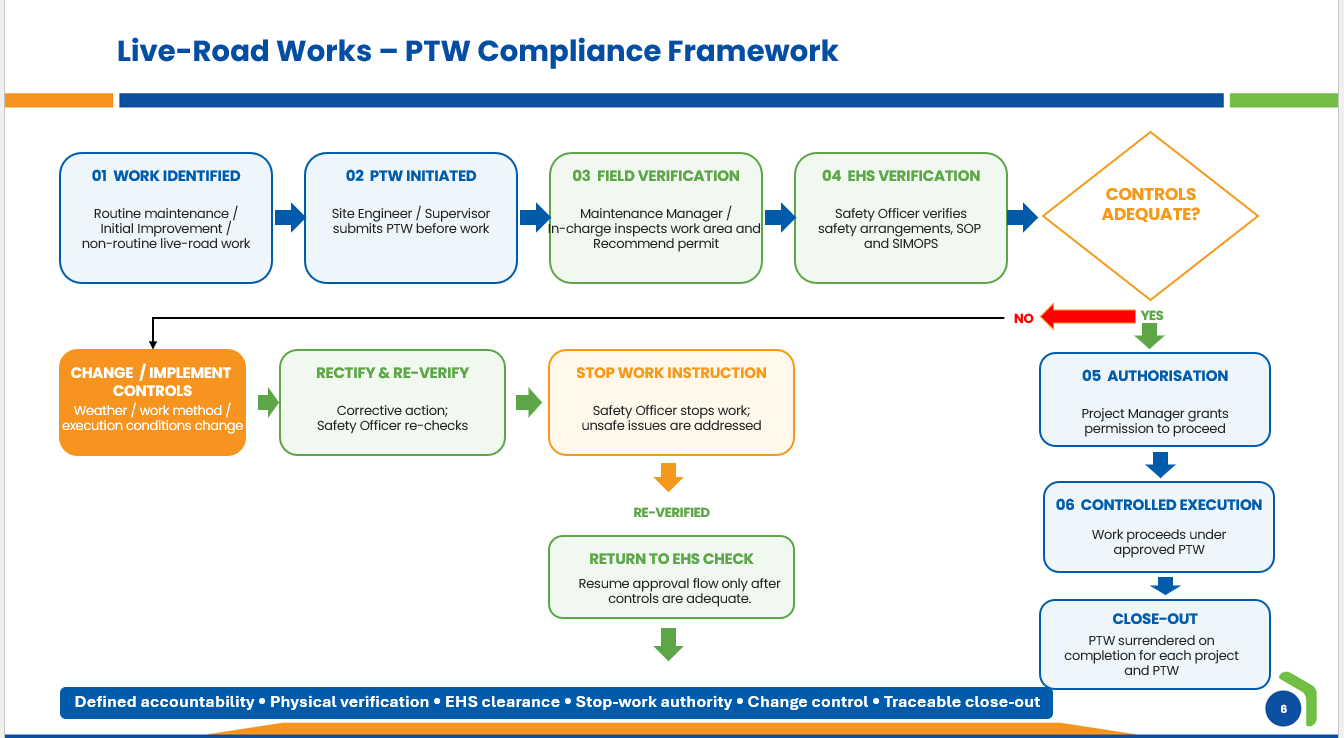 Live-Road Works – PTW Compliance Framework
01 WORK IDENTIFIED
Routine maintenance /
Initial Improvement /
non-routine live-road work
02 PTW INITIATED
Site Engineer / Supervisor
submits PTW before work
03 FIELD VERIFICATION
Maintenance Manager /
In-charge inspects work area and
Recommend permit
04 EHS VERIFICATION
Safety Officer verifies
safety arrangements, SOP
and SIMOPS
CONTROLS
ADEQUATE?
NO
YES
CHANGE / IMPLEMENT
CONTROLS
Weather / work method /
execution conditions change
RECTIFY & RE-VERIFY
Corrective action;
Safety Officer re-checks
STOP WORK INSTRUCTION
Safety Officer stops work;
unsafe issues are addressed
05 AUTHORISATION
Project Manager grants
permission to proceed
RE-VERIFIED
06 CONTROLLED EXECUTION
Work proceeds under
approved PTW
RETURN TO EHS CHECK
Resume approval flow only after
controls are adequate.
CLOSE-OUT
PTW surrendered on
completion for each project
and PTW
Defined accountability • Physical verification • EHS clearance • Stop-work authority • Change control • Traceable close-out
6